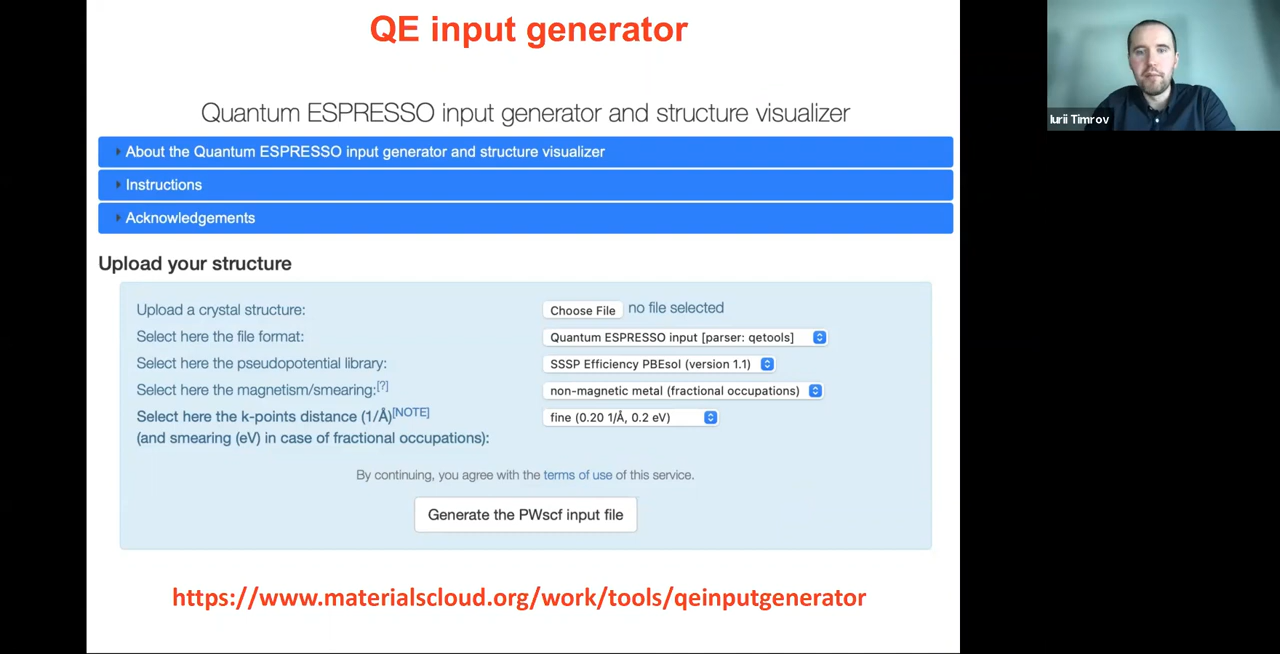 QE input generator
Iurii Timrov
Quantum ESPRESSO input generator and structure visualizer
About the Quantum ESPRESSO input generator and structure visualizer
Instructions
Acknowledgements
Upload your structure
Upload a crystal structure: Choose File no file selected
Select here the file format: Quantum ESPRESSO input [parser: qetools]
Select here the pseudopotential library: SSSP Efficiency PBEsol (version 1.1)
Select here the magnetism/smearing:[?] non-magnetic metal (fractional occupations)
Select here the k-points distance (1/Å)[NOTE] fine (0.20 1/Å, 0.2 eV)
(and smearing (eV) in case of fractional occupations):
By continuing, you agree with the terms of use of this service.
Generate the PWscf input file
https://www.materialscloud.org/work/tools/qeinputgenerator